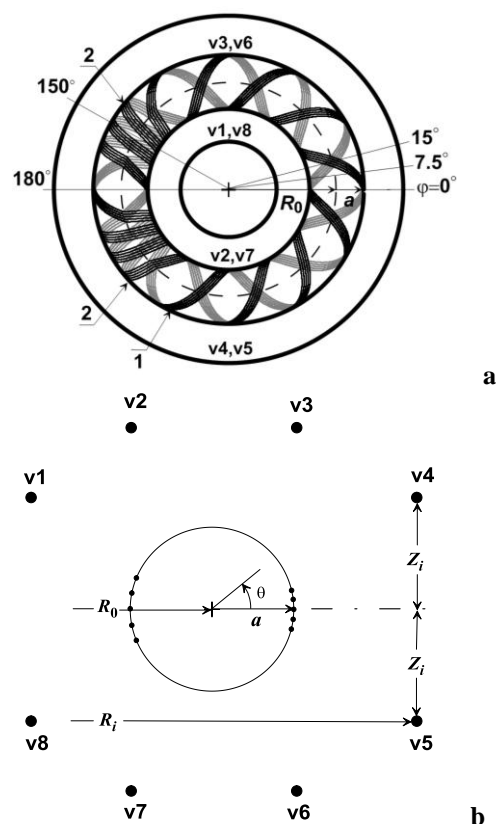 v3,v6
2
150°
v1,v8
15°
7.5°
180°
R₀
a
φ=0°
v2,v7
2
1
v4,v5
a
v2
v3
v1
v4
Zᵢ
θ
R₀
a
Zᵢ
v8
Rᵢ
v5
v7
v6
b